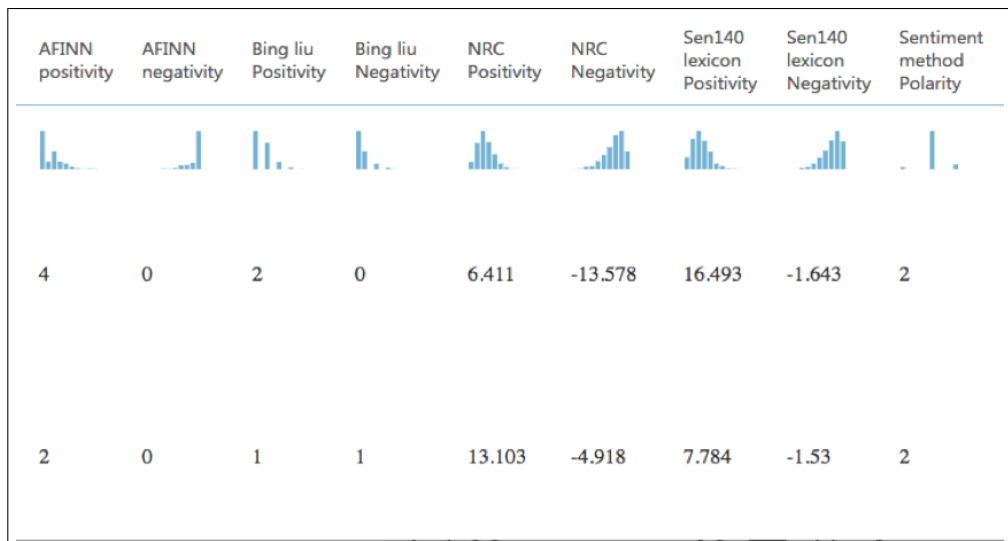 AFINN positivity
AFINN negativity
Bing liu Positivity
Bing liu Negativity
NRC Positivity
NRC Negativity
Sen140 lexicon Positivity
Sen140 lexicon Negativity
Sentiment method Polarity
4 0 2 0 6.411 -13.578 16.493 -1.643 2
2 0 1 1 13.103 -4.918 7.784 -1.53 2